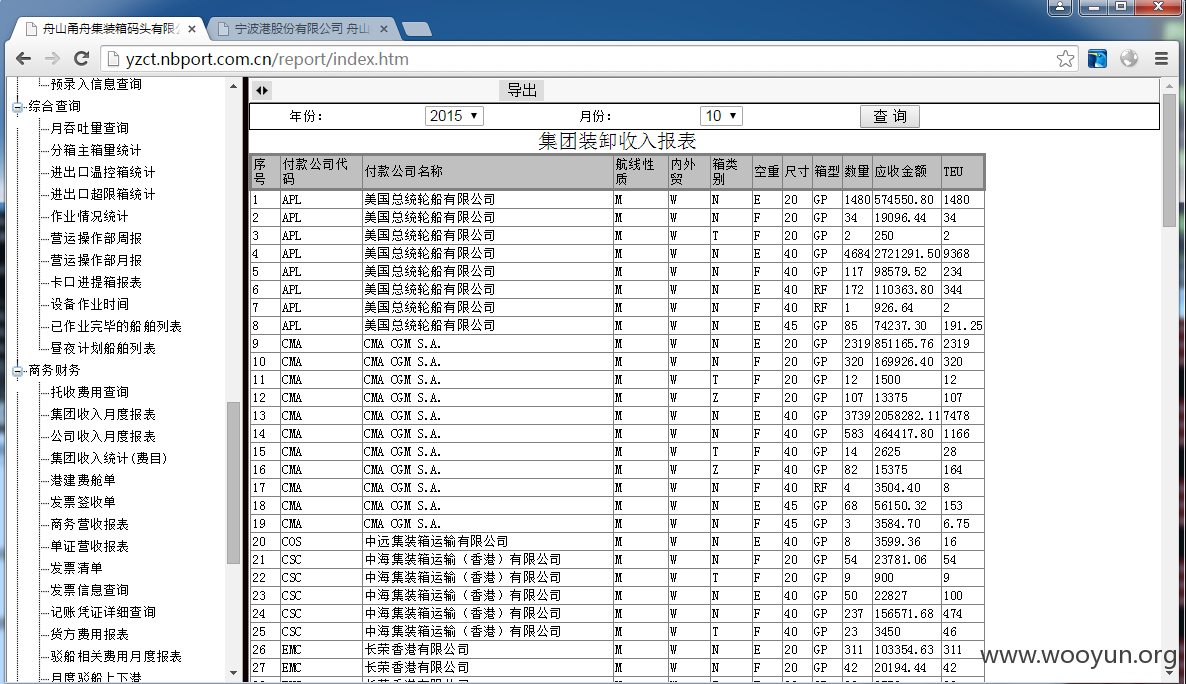 舟山甬舟集装箱码头有限
宁波港股份有限公司 舟山
yzct.nbport.com.cn/report/index.htm
预录入信息查询
综合查询
月吞吐量查询
分箱主箱量统计
进出口温控箱统计
进出口超限箱统计
作业情况统计
营运操作部周报
营运操作部月报
卡口进提箱报表
设备作业时间
已作业完毕的船舶列表
昼夜计划船舶列表
商务财务
托收费用查询
集团收入月度报表
公司收入月度报表
集团收入统计(费目)
港建费舱单
发票签收单
商务营收报表
单证营收报表
发票清单
发票信息查询
记账凭证详细查询
货方费用报表
驳船相关费用月度报表
月度驳船上下港
导出
年份： 2015 月份： 10 查 询
集团装卸收入报表
序号 付款公司代码 付款公司名称 航线性质 内外贸 箱类别 空重 尺寸 箱型 数量 应收金额 TEU
1 APL 美国总统轮船有限公司 M W N E 20 GP 1480 574550.80 1480
2 APL 美国总统轮船有限公司 M W N F 20 GP 34 19096.44 34
3 APL 美国总统轮船有限公司 M W T F 20 GP 2 250 2
4 APL 美国总统轮船有限公司 M W N E 40 GP 4684 2721291.50 9368
5 APL 美国总统轮船有限公司 M W N F 40 GP 117 98579.52 234
6 APL 美国总统轮船有限公司 M W N E 40 RF 172 110363.80 344
7 APL 美国总统轮船有限公司 M W N F 40 RF 1 926.64 2
8 APL 美国总统轮船有限公司 M W N E 45 GP 85 74237.30 191.25
9 CMA CMA CGM S.A. M W N E 20 GP 2319 851165.76 2319
10 CMA CMA CGM S.A. M W N F 20 GP 320 169926.40 320
11 CMA CMA CGM S.A. M W T F 20 GP 12 1500 12
12 CMA CMA CGM S.A. M W Z F 20 GP 107 13375 107
13 CMA CMA CGM S.A. M W N E 40 GP 3739 2058282.11 7478
14 CMA CMA CGM S.A. M W N F 40 GP 583 464417.80 1166
15 CMA CMA CGM S.A. M W T F 40 GP 14 2625 28
16 CMA CMA CGM S.A. M W Z F 40 GP 82 15375 164
17 CMA CMA CGM S.A. M W N F 40 RF 4 3504.40 8
18 CMA CMA CGM S.A. M W N E 45 GP 68 56150.32 153
19 CMA CMA CGM S.A. M W N F 45 GP 3 3584.70 6.75
20 COS 中远集装箱运输有限公司 M W N E 40 GP 8 3599.36 16
21 CSC 中海集装箱运输（香港）有限公司 M W N F 20 GP 54 23781.06 54
22 CSC 中海集装箱运输（香港）有限公司 M W T F 20 GP 9 900 9
23 CSC 中海集装箱运输（香港）有限公司 M W N E 40 GP 50 22827 100
24 CSC 中海集装箱运输（香港）有限公司 M W N F 40 GP 237 156571.68 474
25 CSC 中海集装箱运输（香港）有限公司 M W T F 40 GP 23 3450 46
26 EMC 长荣香港有限公司 M W N E 20 GP 311 103354.63 311
27 EMC 长荣香港有限公司 M W N F 20 GP 42 20194.44 42
www.wooyun.org